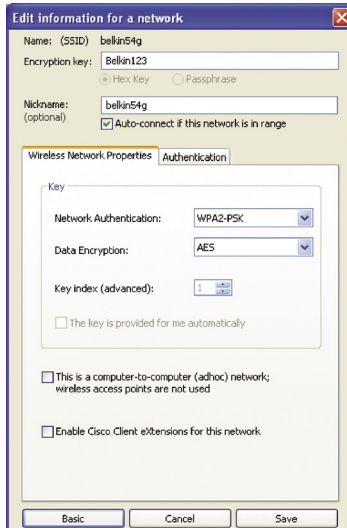 Edit information for a network
Name: (SSID) belkin54g
Encryption key: Belkin123
Hex Key Passphrase
Nickname: belkin54g
(optional)
Auto-connect if this network is in range
Wireless Network Properties Authentication
Key
Network Authentication: WPA2-PSK
Data Encryption: AES
Key index (advanced): 1
The key is provided for me automatically
This is a computer-to-computer (adhoc) network;
wireless access points are not used
Enable Cisco Client eXtensions for this network
Basic Cancel Save